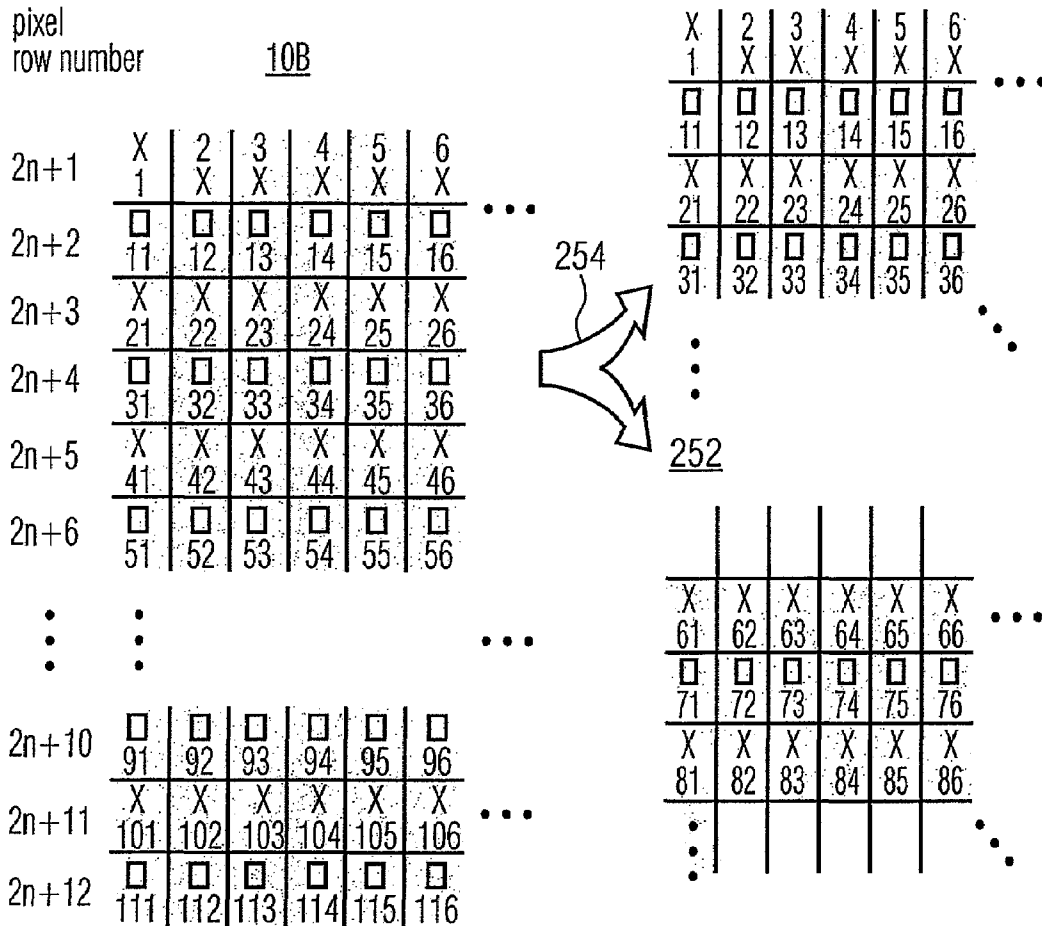 pixel
row number 10B
2n+1 X 2 3 4 5 6
1 X X X X X
2n+2 □ □ □ □ □ □
11 12 13 14 15 16
2n+3 X X X X X X
21 22 23 24 25 26
2n+4 □ □ □ □ □ □
31 32 33 34 35 36
2n+5 X X X X X X
41 42 43 44 45 46
2n+6 □ □ □ □ □ □
51 52 53 54 55 56
2n+10 □ □ □ □ □ □
91 92 93 94 95 96
2n+11 X X X X X X
101 102 103 104 105 106
2n+12 □ □ □ □ □ □
111 112 113 114 115 116
254
X 2 3 4 5 6
1 X X X X X
□ □ □ □ □ □
11 12 13 14 15 16
X X X X X X
21 22 23 24 25 26
□ □ □ □ □ □
31 32 33 34 35 36
252
X X X X X X
61 62 63 64 65 66
□ □ □ □ □ □
71 72 73 74 75 76
X X X X X X
81 82 83 84 85 86